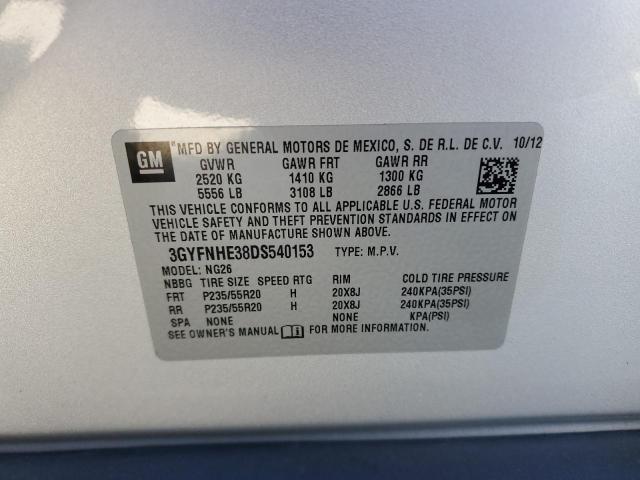 GM
*MFD BY GENERAL MOTORS DE MEXICO, S. DE R.L. DE C.V. 10/12
GVWR GAWR FRT GAWR RR
2520 KG 1410 KG 1300 KG
5556 LB 3108 LB 2866 LB
THIS VEHICLE CONFORMS TO ALL APPLICABLE U.S. FEDERAL MOTOR
VEHICLE SAFETY AND THEFT PREVENTION STANDARDS IN EFFECT ON
THE DATE OF MANUFACTURE SHOWN ABOVE.
3GYFNHE38DS540153 TYPE: M.P.V.
MODEL: NG26
NBBG TIRE SIZE SPEED RTG RIM COLD TIRE PRESSURE
FRT P235/55R20 H 20X8J 240KPA(35PSI)
RR P235/55R20 H 20X8J 240KPA(35PSI)
SPA NONE NONE KPA(PSI)
SEE OWNER'S MANUAL FOR MORE INFORMATION.